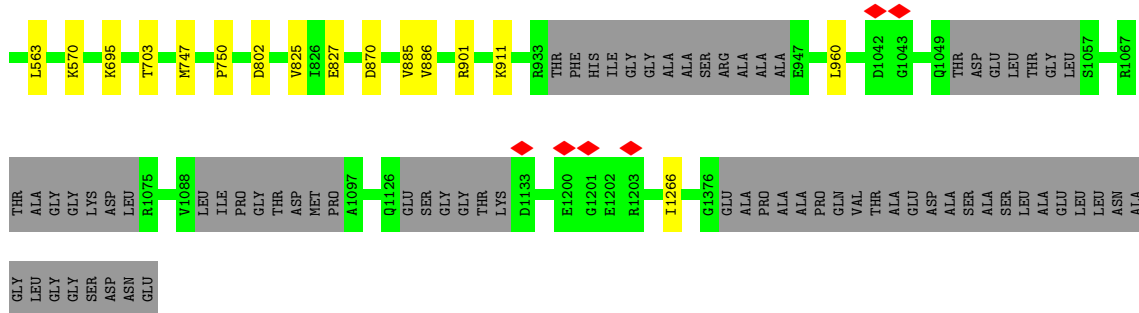 L563 K570 K695 T703 M747 P750 D802 V825 I826 E827 D870 V885 V886 R901 K911 R933 THR PHE HIS ILE GLY GLY ALA ALA SER ARG ALA ALA ALA E947 L960 D1042 G1043 Q1049 THR ASP GLU LEU THR GLY LEU S1057 R1067
THR ALA GLY GLY LYS ASP LEU R1075 V1088 LEU ILE PRO GLY THR ASP MET PRO A1097 Q1126 GLU SER GLY GLY THR LYS D1133 E1200 G1201 E1202 R1203 I1266 G1376 GLU ALA PRO ALA ALA PRO GLN VAL THR ALA GLU ASP ALA SER ALA SER LEU ALA GLU LEU LEU ASN ALA
GLY LEU GLY GLY SER ASP ASN GLU